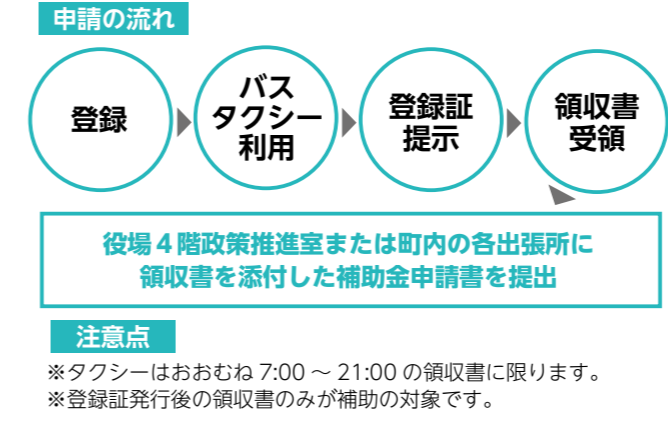 申請の流れ
登録
バス
タクシー
利用
登録証
提示
領収書
受領
役場４階政策推進室または町内の各出張所に
領収書を添付した補助金申請書を提出
注意点
※タクシーはおおむね 7:00 ～ 21:00 の領収書に限ります。
※登録証発行後の領収書のみが補助の対象です。